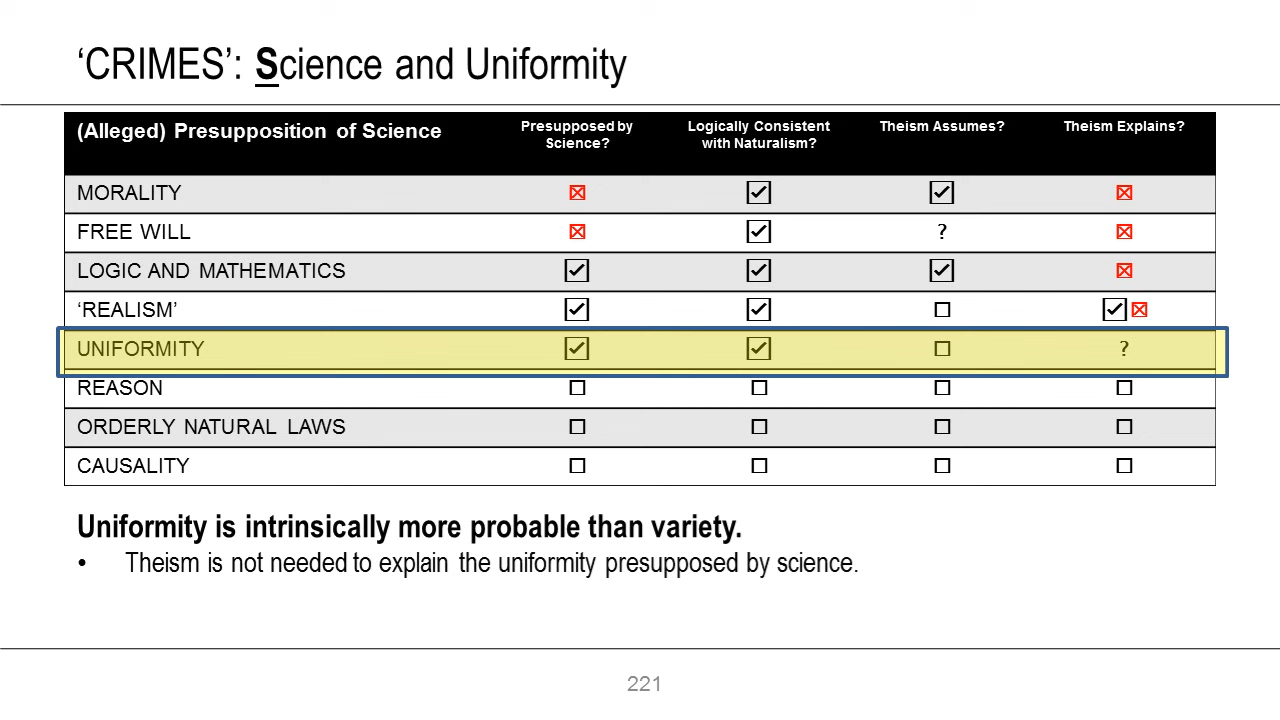 ‘CRIMES’: Science and Uniformity
(Alleged) Presupposition of Science Presupposed by Science? Logically Consistent with Naturalism? Theism Assumes? Theism Explains?
MORALITY ☒ ☑ ☑ ☒
FREE WILL ☒ ☑ ? ☒
LOGIC AND MATHEMATICS ☑ ☑ ☑ ☒
‘REALISM’ ☑ ☑ ☐ ☑☒
UNIFORMITY ☑ ☑ ☐ ?
REASON ☐ ☐ ☐ ☐
ORDERLY NATURAL LAWS ☐ ☐ ☐ ☐
CAUSALITY ☐ ☐ ☐ ☐
Uniformity is intrinsically more probable than variety.
• Theism is not needed to explain the uniformity presupposed by science.
221